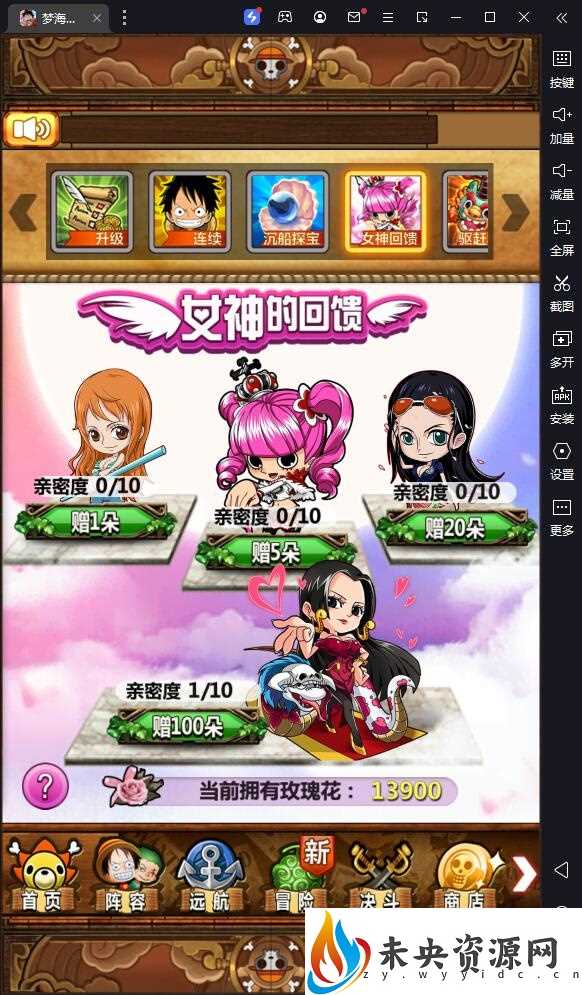 梦海...
按键
加量
减量
全屏
截图
多开
APK
安装
设置
更多
升级
连续
沉船探宝
女神回馈
驱赶
女神的回馈
亲密度 0/10
赠1朵
亲密度 0/10
赠5朵
亲密度 0/10
赠20朵
亲密度 1/10
赠100朵
?
当前拥有玫瑰花： 13900
首页
阵容
远航
新
冒险
决斗
商店
未央资源网
zy.wyyidc.cn